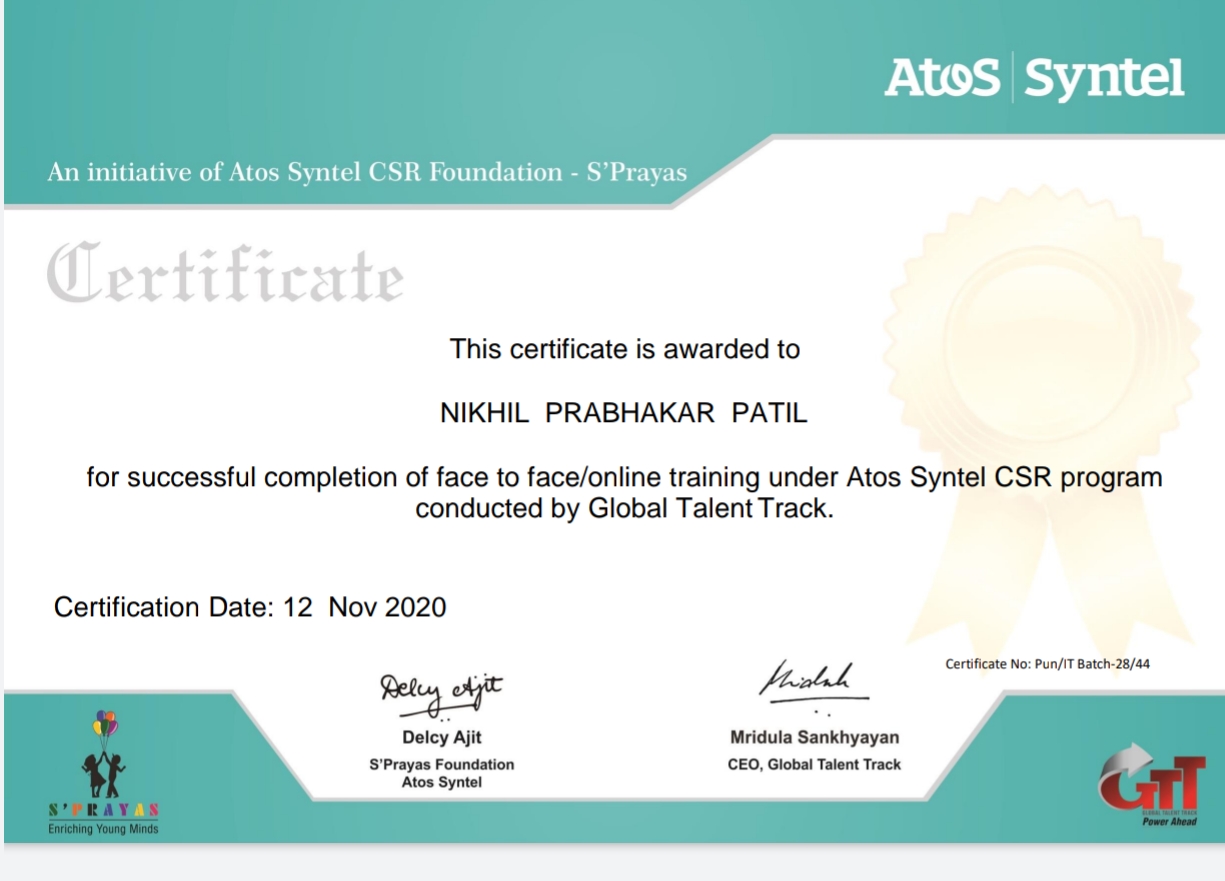 Atos Syntel
An initiative of Atos Syntel CSR Foundation - S'Prayas
Certificate
This certificate is awarded to
NIKHIL PRABHAKAR PATIL
for successful completion of face to face/online training under Atos Syntel CSR program
conducted by Global Talent Track.
Certification Date: 12 Nov 2020
Certificate No: Pun/IT Batch-28/44
Delcy Ajit
Delcy Ajit
S'Prayas Foundation
Atos Syntel
Mridula Sankhyayan
CEO, Global Talent Track
S'PRAYAS
Enriching Young Minds
GTT
GLOBAL TALENT TRACK
Power Ahead